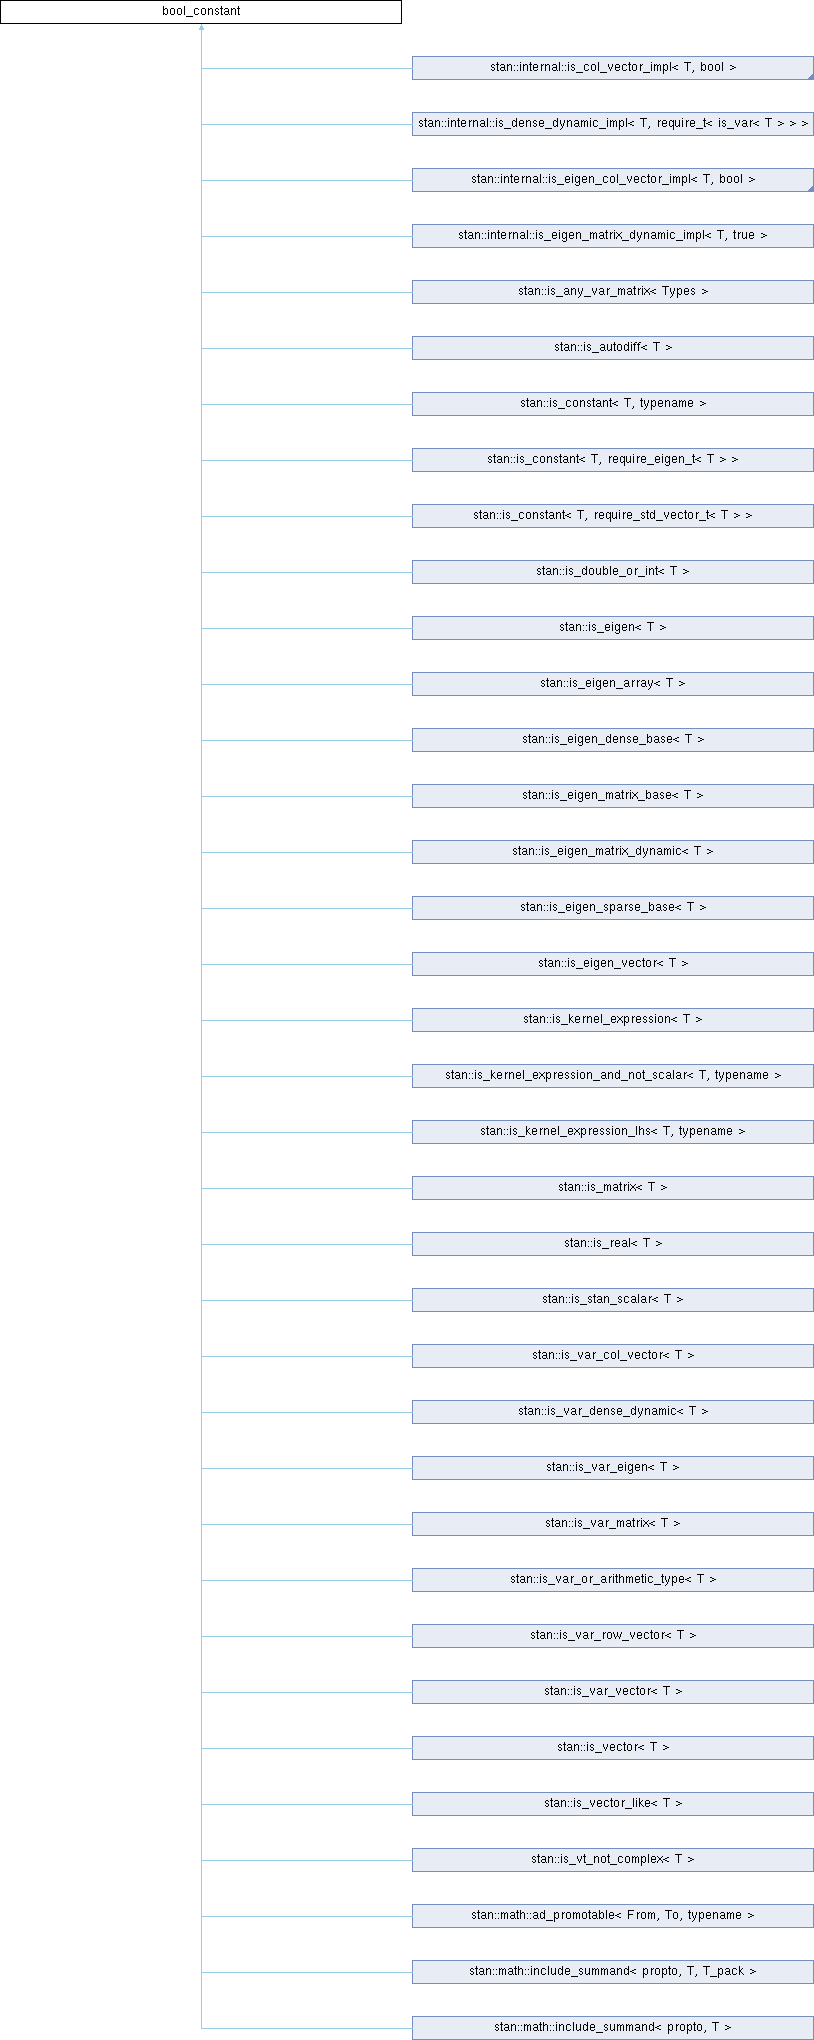 bool_constant
stan::internal::is_col_vector_impl< T, bool >
stan::internal::is_dense_dynamic_impl< T, require_t< is_var< T > > >
stan::internal::is_eigen_col_vector_impl< T, bool >
stan::internal::is_eigen_matrix_dynamic_impl< T, true >
stan::is_any_var_matrix< Types >
stan::is_autodiff< T >
stan::is_constant< T, typename >
stan::is_constant< T, require_eigen_t< T > >
stan::is_constant< T, require_std_vector_t< T > >
stan::is_double_or_int< T >
stan::is_eigen< T >
stan::is_eigen_array< T >
stan::is_eigen_dense_base< T >
stan::is_eigen_matrix_base< T >
stan::is_eigen_matrix_dynamic< T >
stan::is_eigen_sparse_base< T >
stan::is_eigen_vector< T >
stan::is_kernel_expression< T >
stan::is_kernel_expression_and_not_scalar< T, typename >
stan::is_kernel_expression_lhs< T, typename >
stan::is_matrix< T >
stan::is_real< T >
stan::is_stan_scalar< T >
stan::is_var_col_vector< T >
stan::is_var_dense_dynamic< T >
stan::is_var_eigen< T >
stan::is_var_matrix< T >
stan::is_var_or_arithmetic_type< T >
stan::is_var_row_vector< T >
stan::is_var_vector< T >
stan::is_vector< T >
stan::is_vector_like< T >
stan::is_vt_not_complex< T >
stan::math::ad_promotable< From, To, typename >
stan::math::include_summand< propto, T, T_pack >
stan::math::include_summand< propto, T >